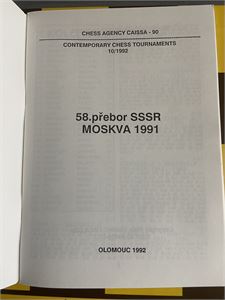 CHESS AGENCY CAISSA - 90
CONTEMPORARY CHESS TOURNAMENTS
10/1992
58.přebor SSSR
MOSKVA 1991
OLOMOUC 1992